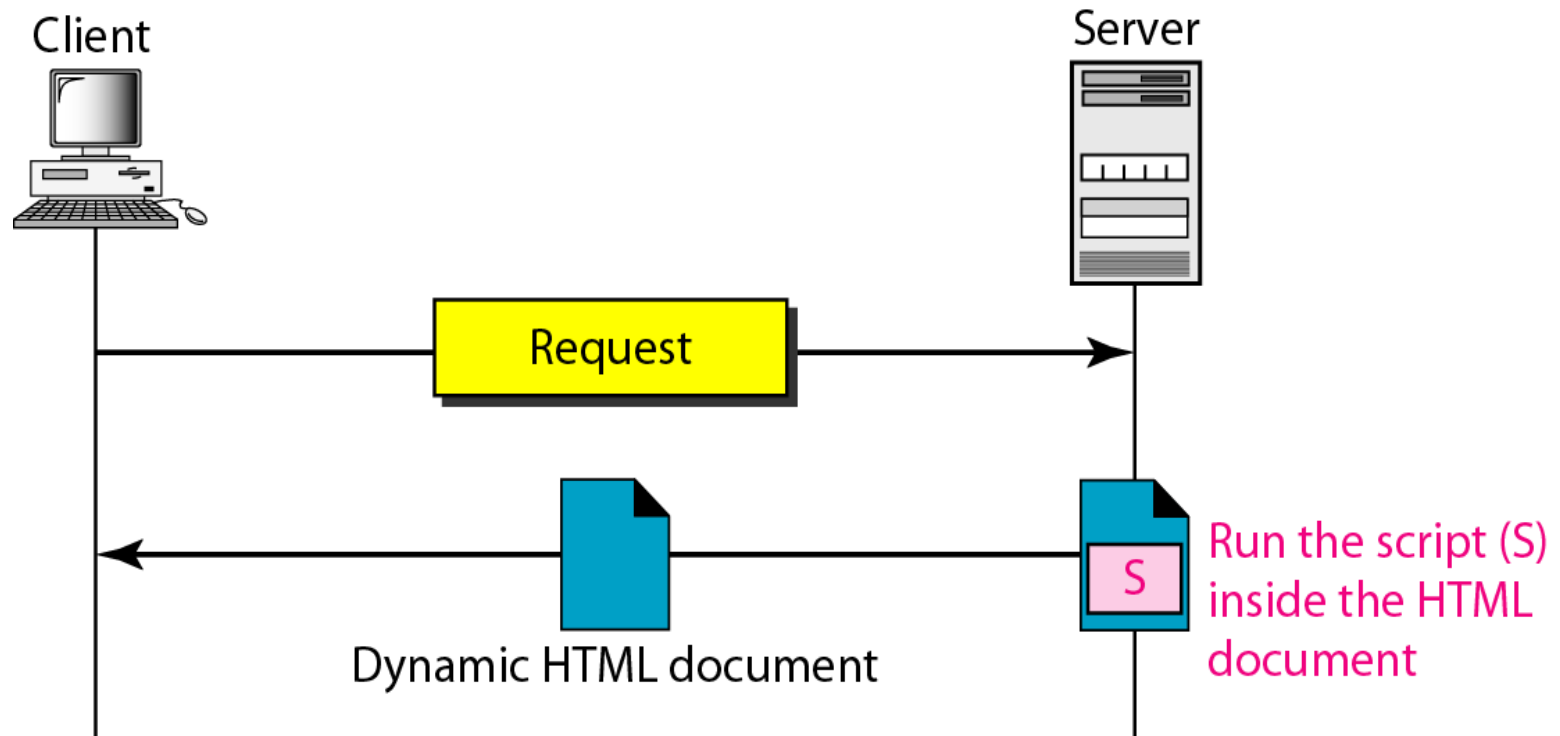 Client
Server
Request
S
Run the script (S)
inside the HTML
document
Dynamic HTML document